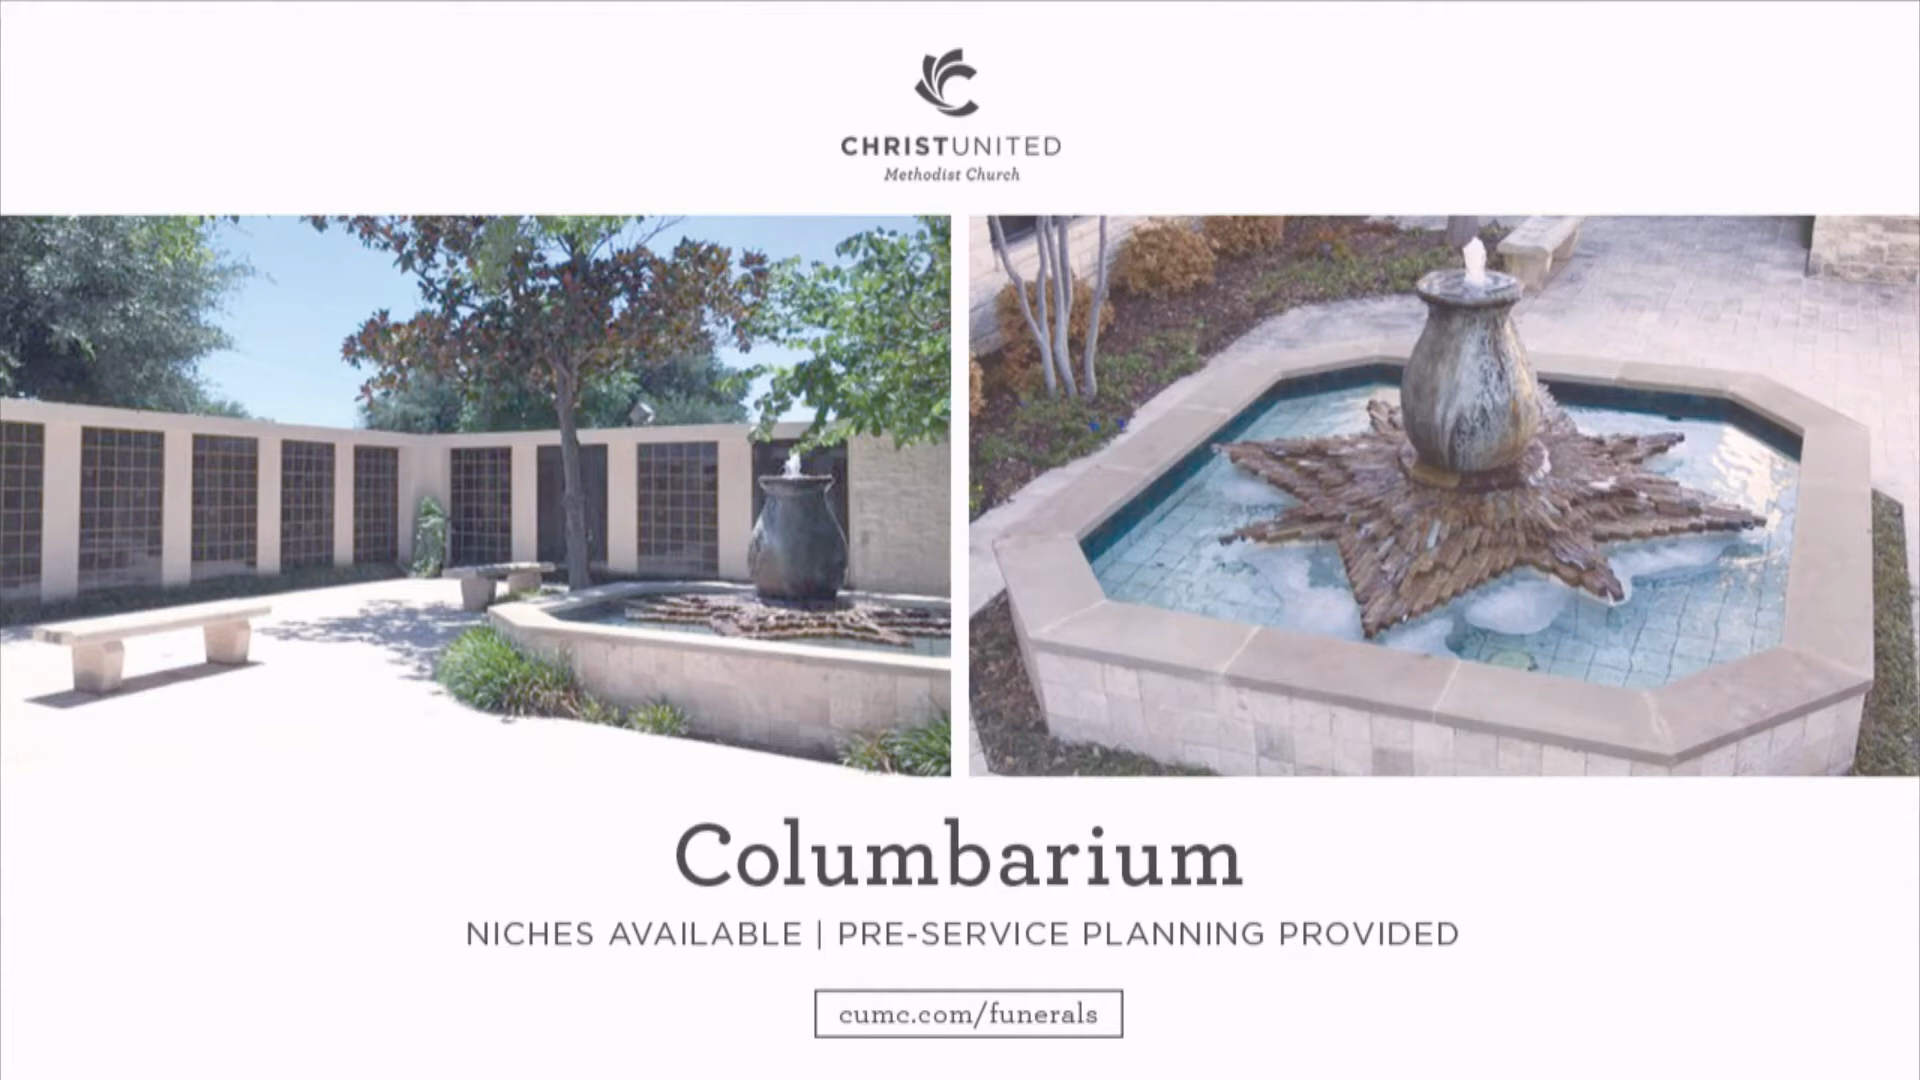 CHRISTUNITED
Methodist Church
Columbarium
NICHES AVAILABLE | PRE-SERVICE PLANNING PROVIDED
cumc.com/funerals